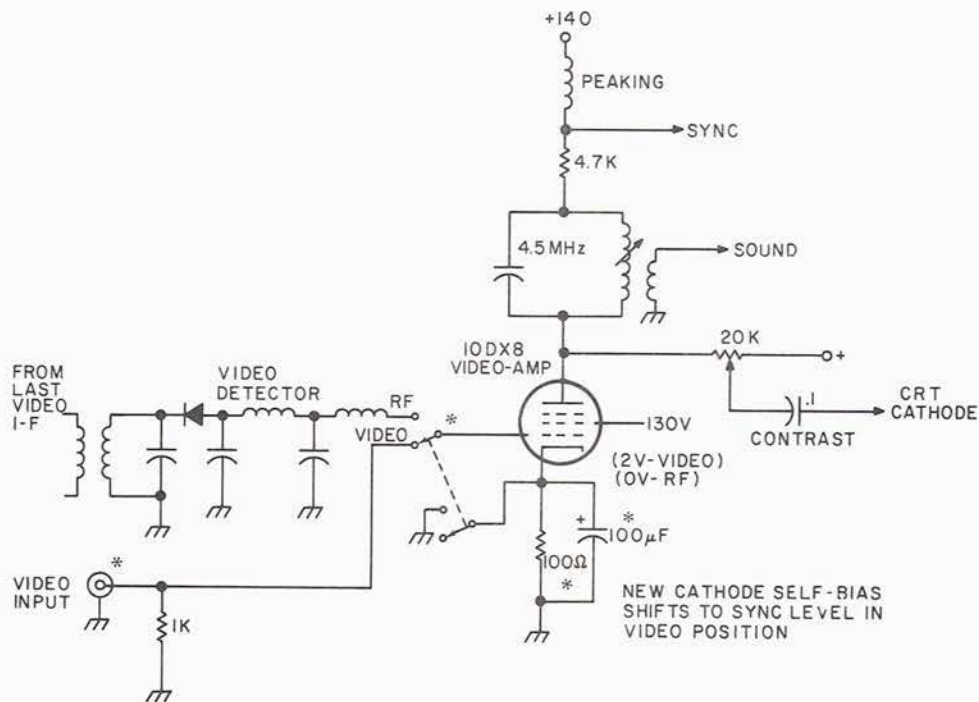 +140
PEAKING
SYNC
4.7K
4.5MHz
SOUND
10DX8
VIDEO-AMP
20K
+
FROM
LAST
VIDEO
I-F
VIDEO
DETECTOR
RF
*
VIDEO
130V
.1
CRT
CATHODE
CONTRAST
(2V-VIDEO)
(0V-RF)
+
*
100µF
100Ω
*
VIDEO
INPUT
*
1K
NEW CATHODE SELF-BIAS
SHIFTS TO SYNC LEVEL IN
VIDEO POSITION